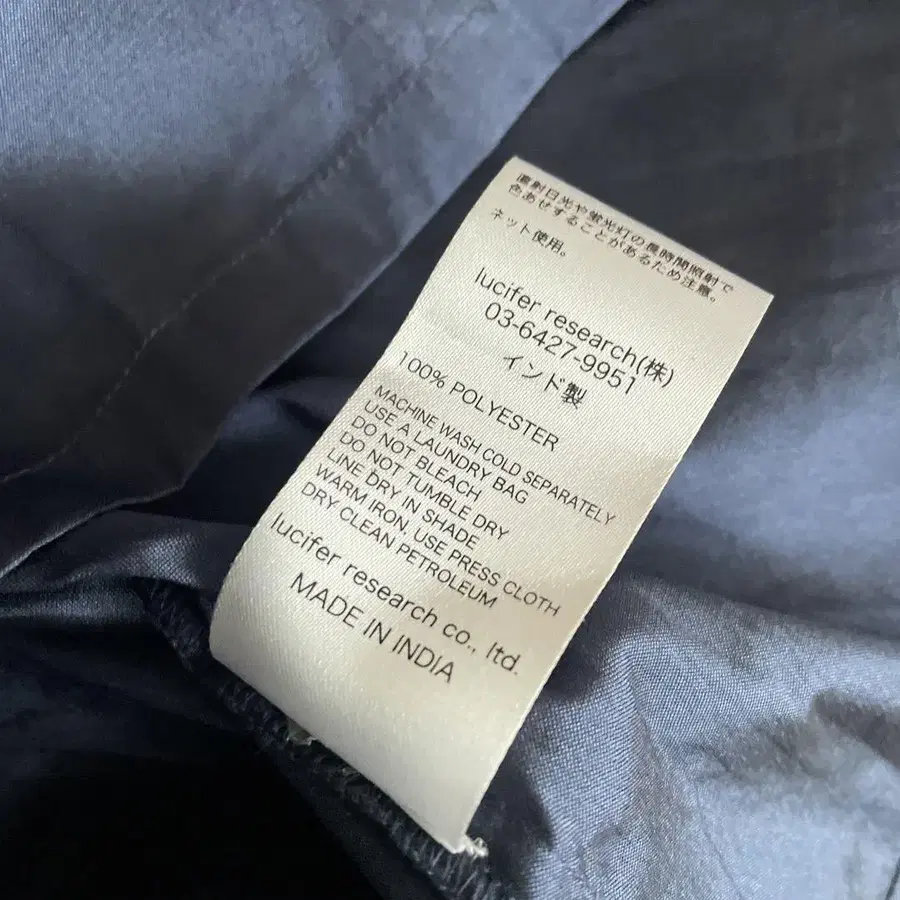 直射日光や蛍光灯の長時間照射で
色あせすることがあるため注意。
ネット使用。
lucifer research(株)
03-6427-9951
インド製
100% POLYESTER
MACHINE WASH COLD SEPARATELY
USE A LAUNDRY BAG
DO NOT BLEACH
DO NOT TUMBLE DRY
LINE DRY IN SHADE
WARM IRON. USE PRESS CLOTH
DRY CLEAN PETROLEUM
lucifer research co., ltd.
MADE IN INDIA